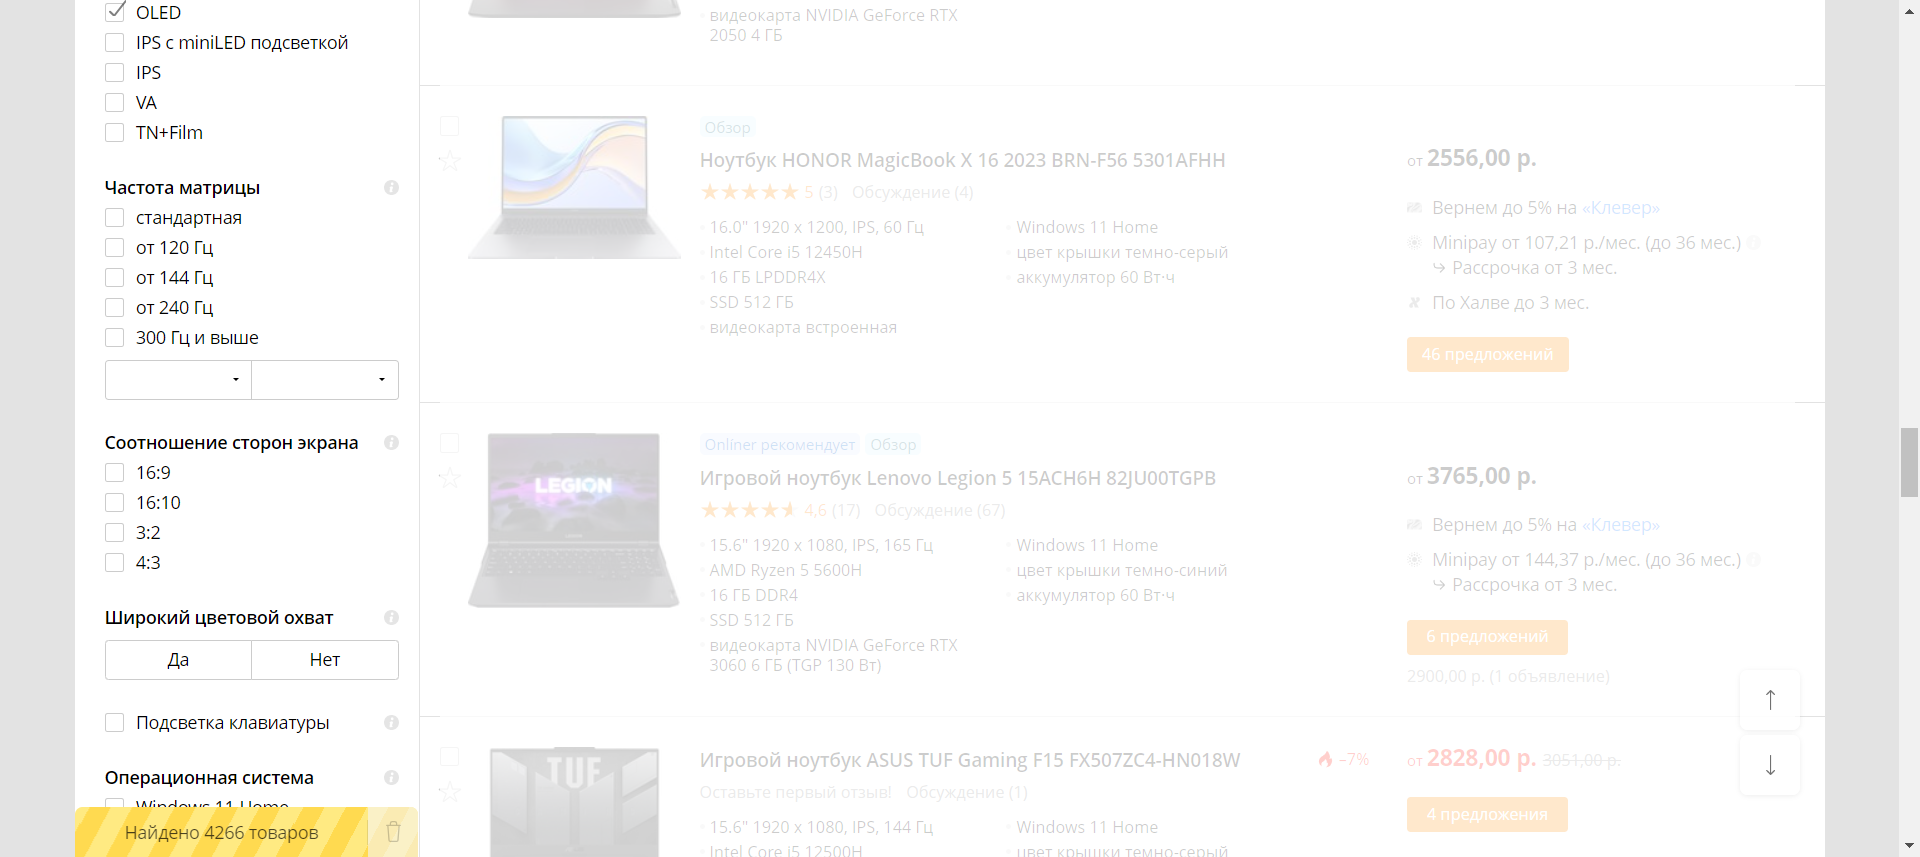 OLED
IPS с miniLED подсветкой
IPS
VA
TN+Film
Частота матрицы
стандартная
от 120 Гц
от 144 Гц
от 240 Гц
300 Гц и выше
Соотношение сторон экрана
16:9
16:10
3:2
4:3
Широкий цветовой охват
Да
Нет
Подсветка клавиатуры
Операционная система
Windows 11 Home
Найдено 4266 товаров
видеокарта NVIDIA GeForce RTX
2050 4 ГБ
Обзор
Ноутбук HONOR MagicBook X 16 2023 BRN-F56 5301AFHH
5 (3) Обсуждение (4)
16.0" 1920 x 1200, IPS, 60 Гц
Intel Core i5 12450H
16 ГБ LPDDR4X
SSD 512 ГБ
видеокарта встроенная
Windows 11 Home
цвет крышки темно-серый
аккумулятор 60 Вт·ч
от 2556,00 р.
Вернем до 5% на «Клевер»
Minipay от 107,21 р./мес. (до 36 мес.)
Рассрочка от 3 мес.
По Халве до 3 мес.
46 предложений
LEGION
Onliner рекомендует Обзор
Игровой ноутбук Lenovo Legion 5 15ACH6H 82JU00TGPB
4,6 (17) Обсуждение (67)
15.6" 1920 x 1080, IPS, 165 Гц
AMD Ryzen 5 5600H
16 ГБ DDR4
SSD 512 ГБ
видеокарта NVIDIA GeForce RTX
3060 6 ГБ (TGP 130 Вт)
Windows 11 Home
цвет крышки темно-синий
аккумулятор 60 Вт·ч
от 3765,00 р.
Вернем до 5% на «Клевер»
Minipay от 144,37 р./мес. (до 36 мес.)
Рассрочка от 3 мес.
6 предложений
2900,00 р. (1 объявление)
TUF
Игровой ноутбук ASUS TUF Gaming F15 FX507ZC4-HN018W
Оставьте первый отзыв! Обсуждение (1)
15.6" 1920 x 1080, IPS, 144 Гц
Intel Core i5 12500H
Windows 11 Home
цвет крышки темно-серый
–7%
от 2828,00 р. 3051,00 р.
4 предложения